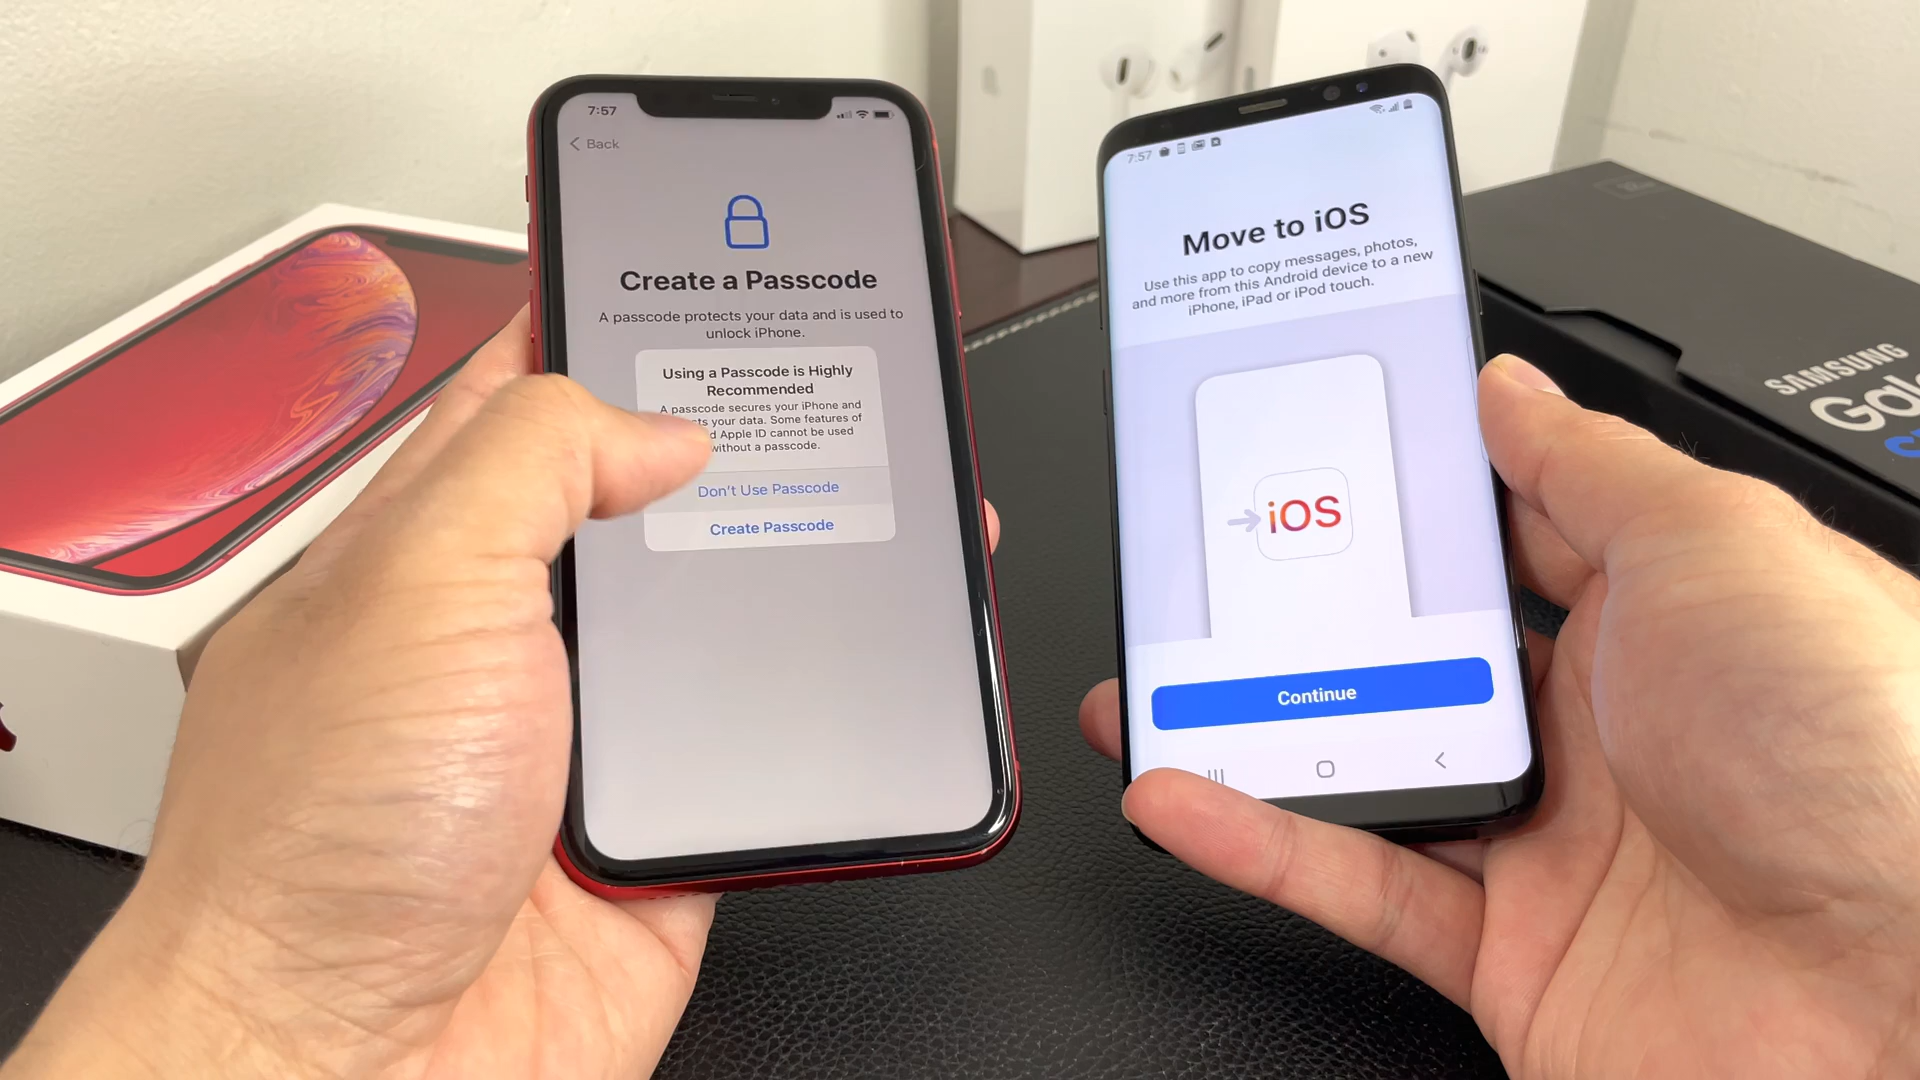 7:57
Back
Create a Passcode
A passcode protects your data and is used to
unlock iPhone.
Using a Passcode is Highly
Recommended
A passcode secures your iPhone and
cts your data. Some features of
d Apple ID cannot be used
without a passcode.
Don't Use Passcode
Create Passcode
7:57
Move to iOS
Use this app to copy messages, photos,
and more from this Android device to a new
iPhone, iPad or iPod touch.
iOS
Continue
SAMSUNG
Gal